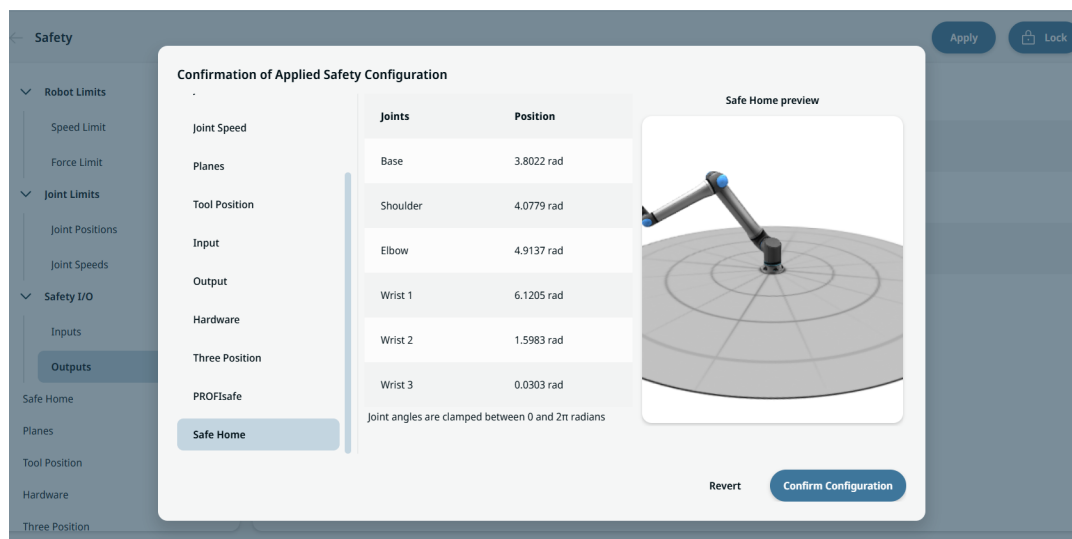 Safety
Apply
Lock
Robot Limits
Speed Limit
Force Limit
Joint Limits
Joint Positions
Joint Speeds
Safety I/O
Inputs
Outputs
Safe Home
Planes
Tool Position
Hardware
Three Position
Confirmation of Applied Safety Configuration
Joint Speed
Planes
Tool Position
Input
Output
Hardware
Three Position
PROFIsafe
Safe Home
Joints Position
Base 3.8022 rad
Shoulder 4.0779 rad
Elbow 4.9137 rad
Wrist 1 6.1205 rad
Wrist 2 1.5983 rad
Wrist 3 0.0303 rad
Joint angles are clamped between 0 and 2π radians
Safe Home preview
Revert
Confirm Configuration